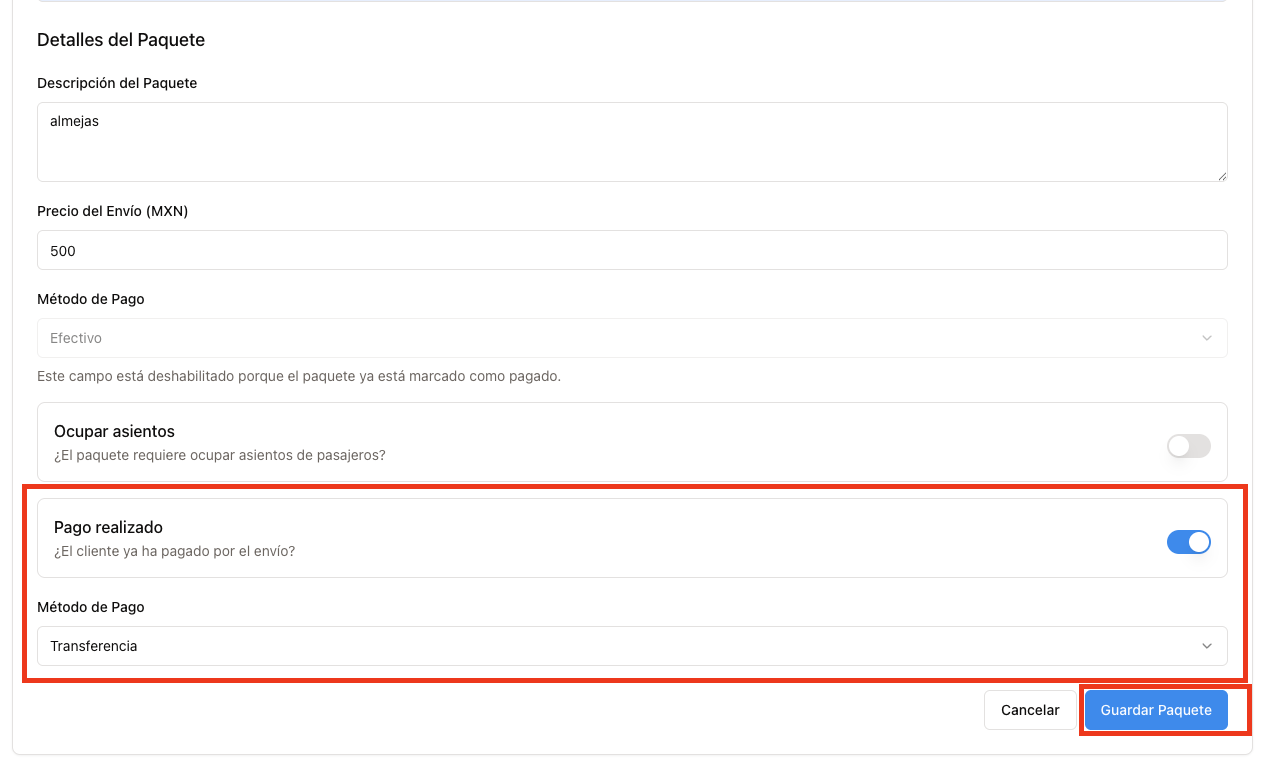 Detalles del Paquete
Descripción del Paquete
almejas
Precio del Envío (MXN)
500
Método de Pago
Efectivo
Este campo está deshabilitado porque el paquete ya está marcado como pagado.
Ocupar asientos
¿El paquete requiere ocupar asientos de pasajeros?
Pago realizado
¿El cliente ya ha pagado por el envío?
Método de Pago
Transferencia
Cancelar
Guardar Paquete